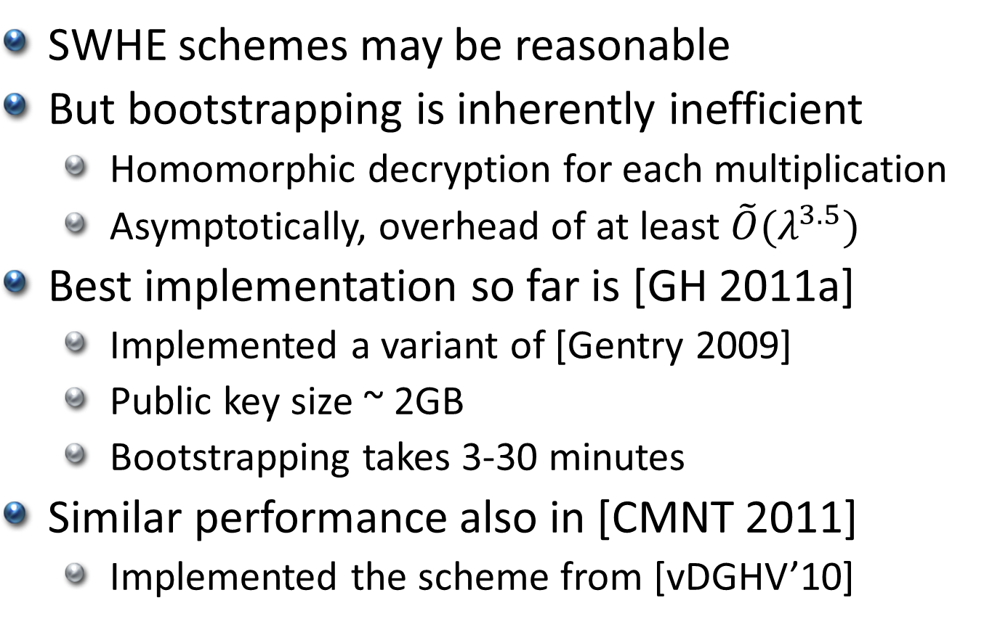 SWHE schemes may be reasonable
But bootstrapping is inherently inefficient
Homomorphic decryption for each multiplication
Asymptotically, overhead of at least Õ(λ^3.5)
Best implementation so far is [GH 2011a]
Implemented a variant of [Gentry 2009]
Public key size ~ 2GB
Bootstrapping takes 3-30 minutes
Similar performance also in [CMNT 2011]
Implemented the scheme from [vDGHV’10]